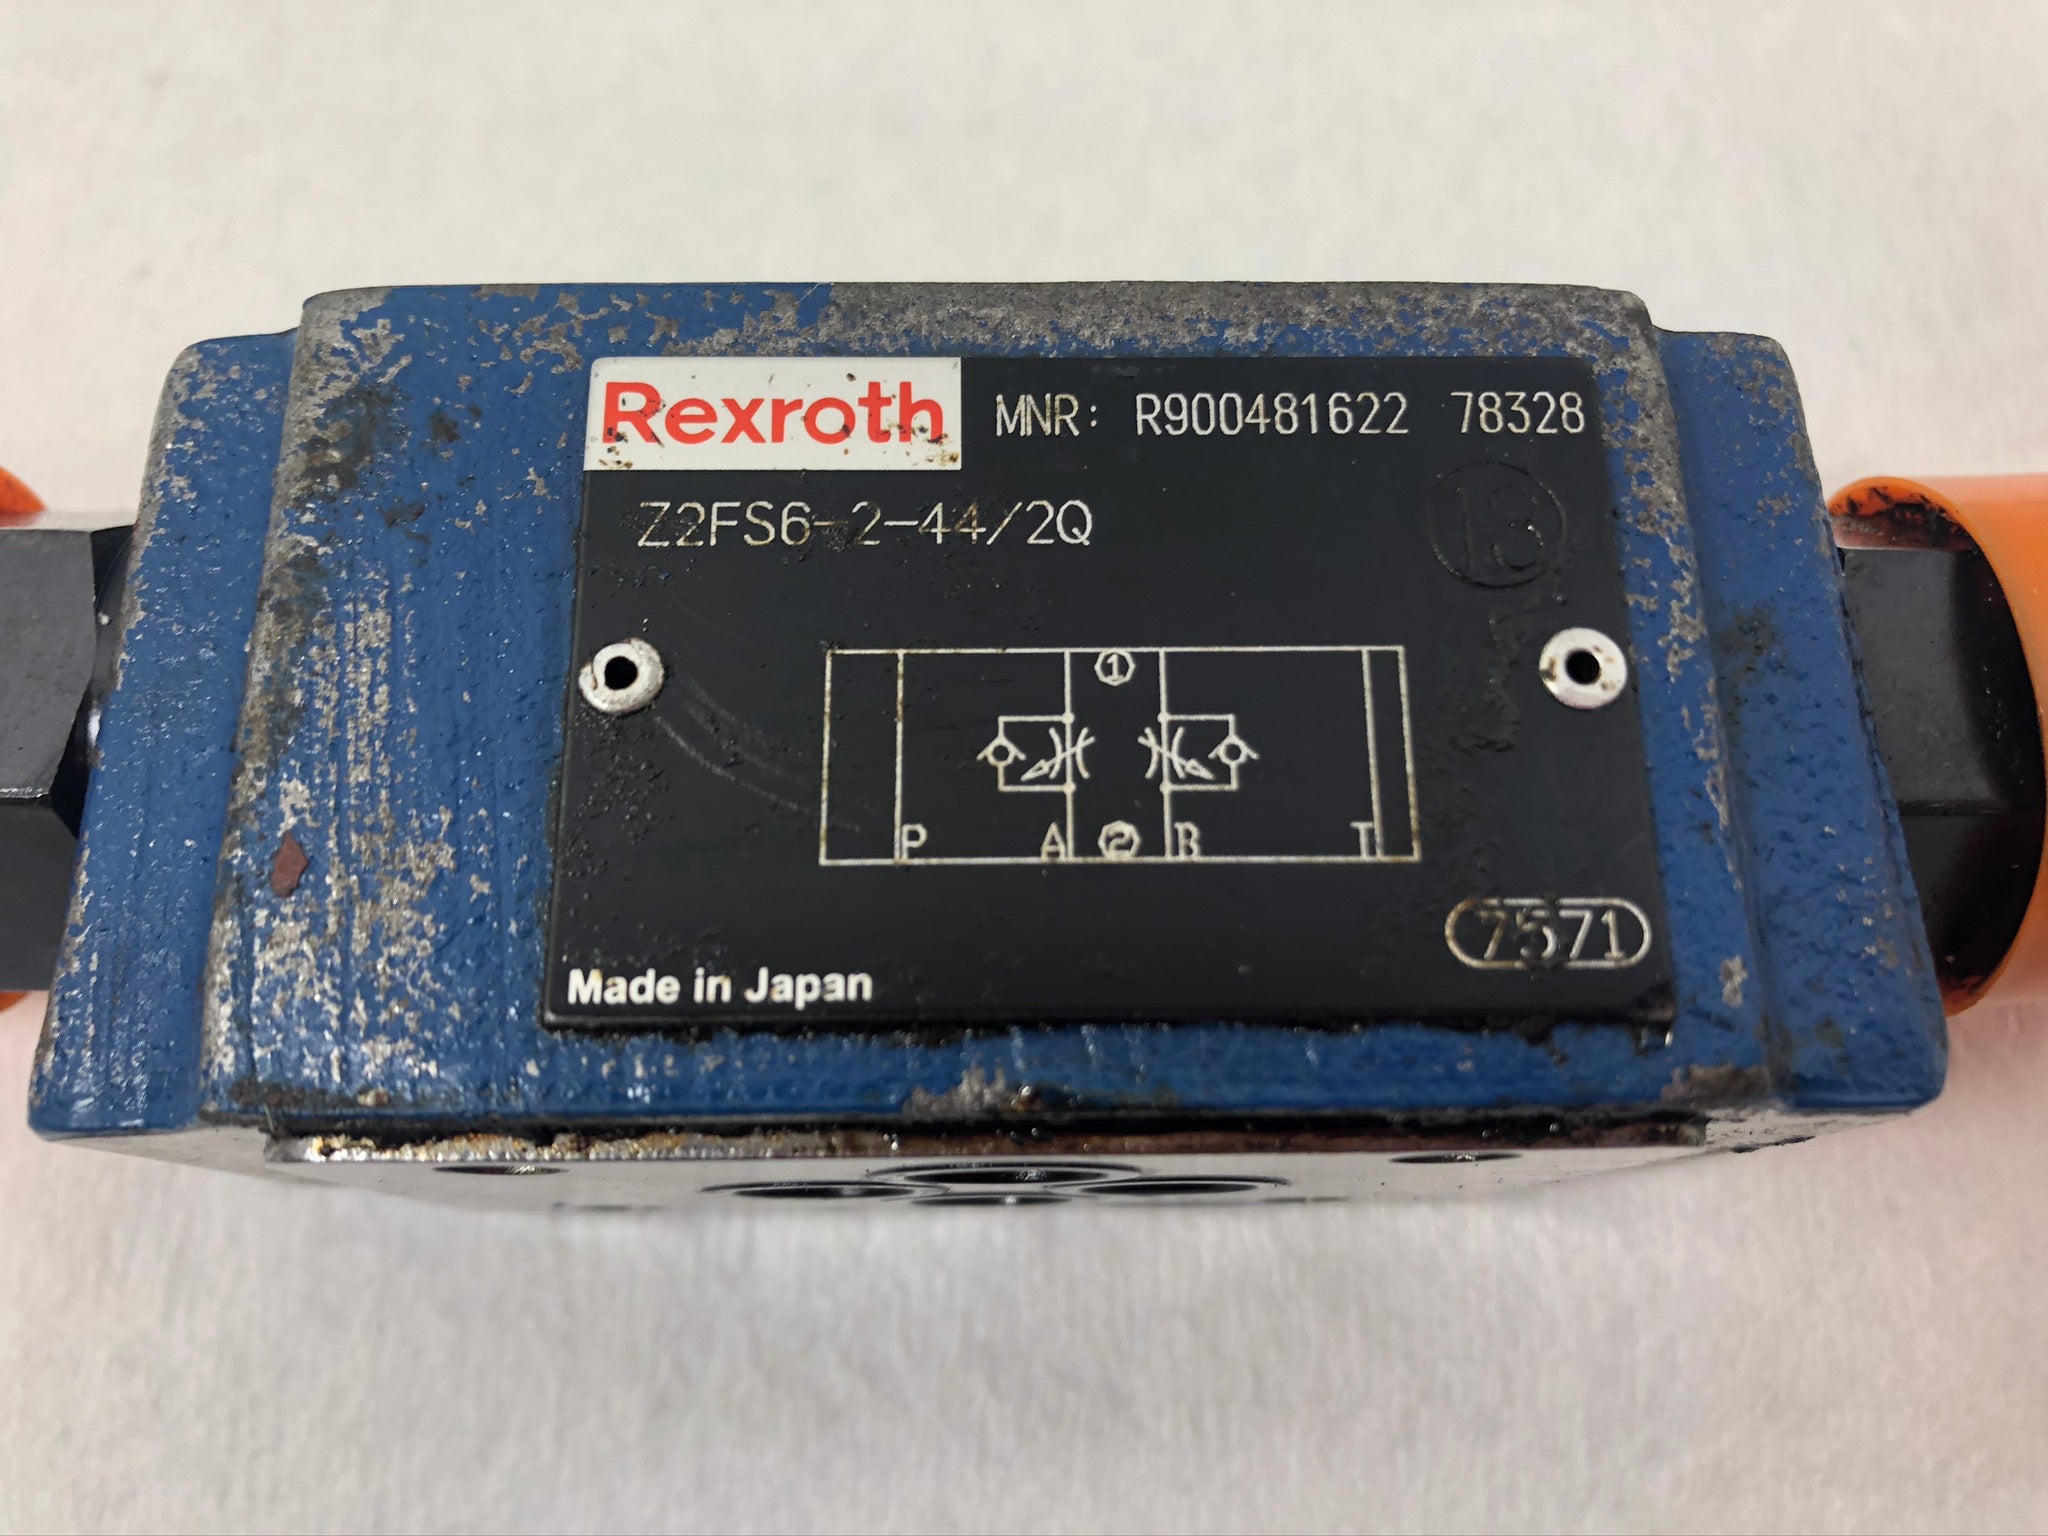 Rexroth MNR: R900481622 78328
Z2FS6-2-44/2Q
13
1
P A 2 B T
7571
Made in Japan